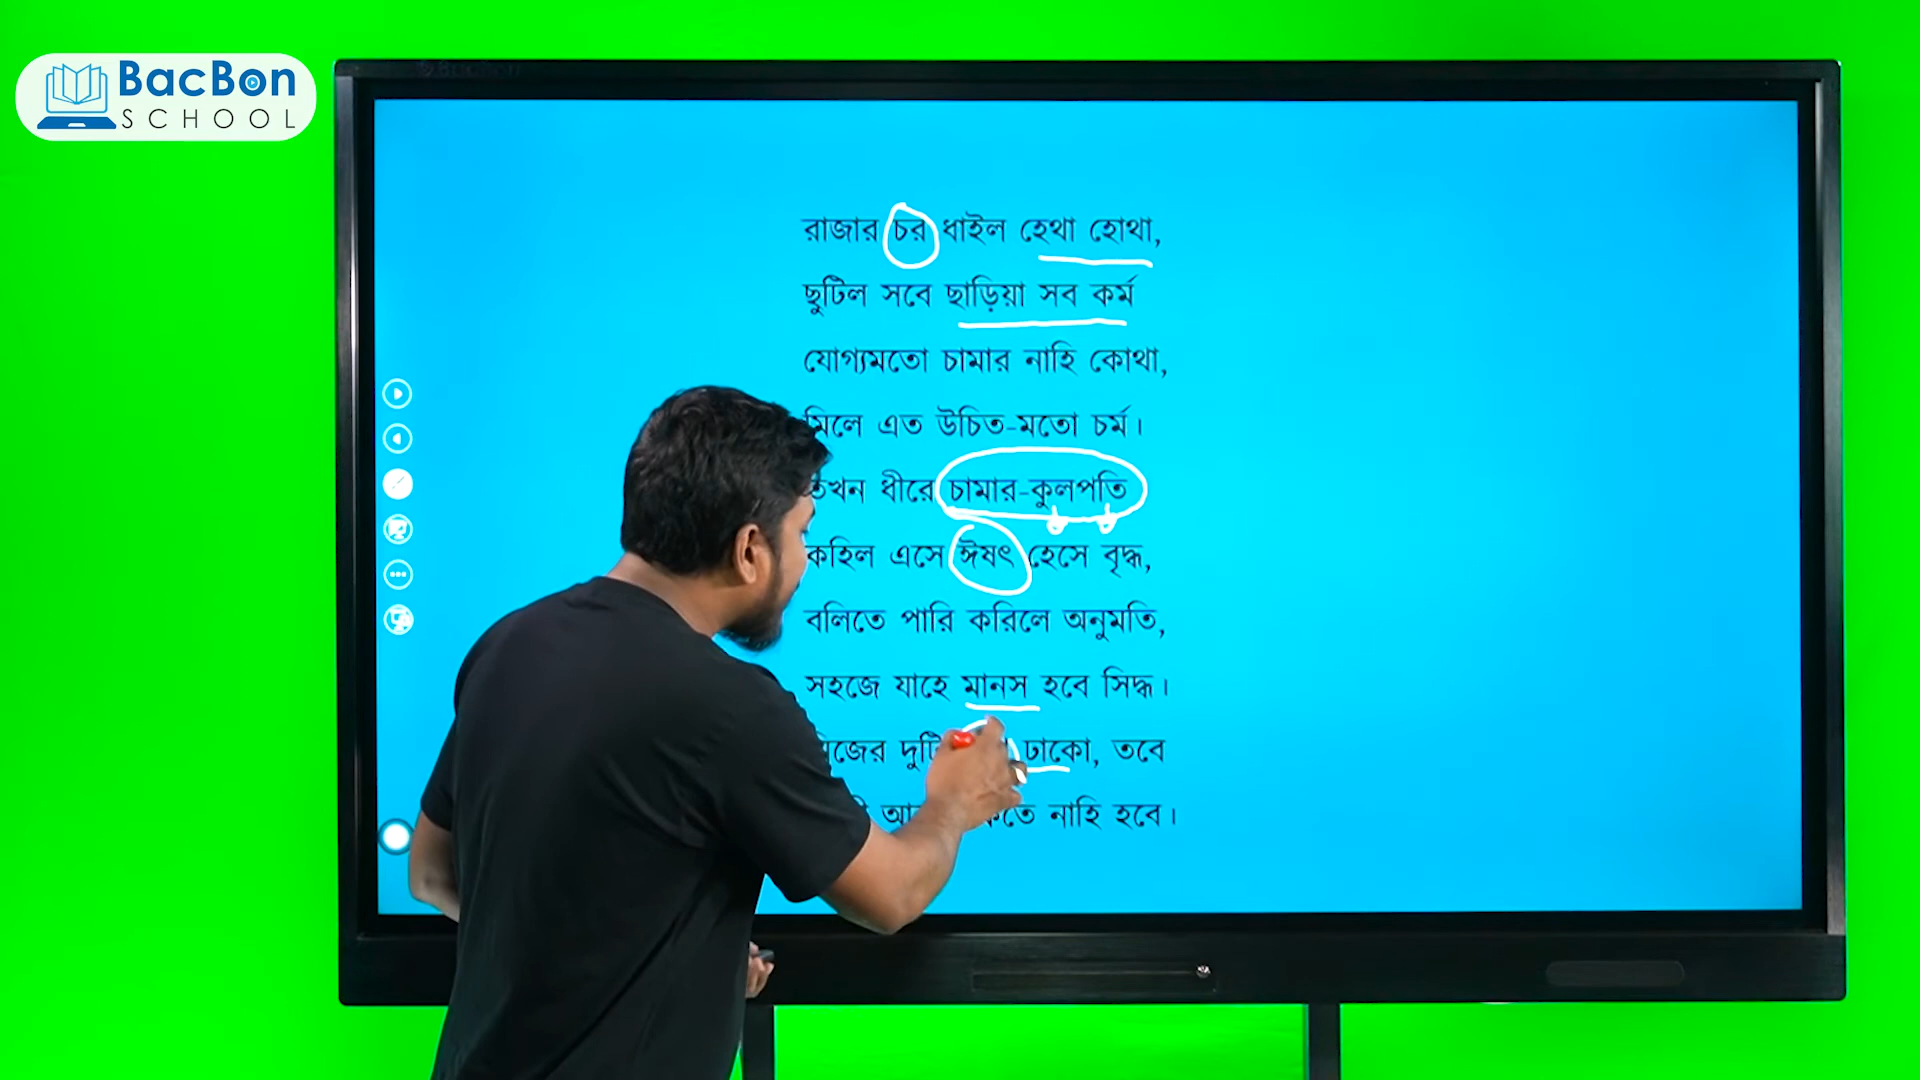 BacBon
SCHOOL
রাজার চর ধাইল হেথা হোথা,
ছুটিল সবে ছাড়িয়া সব কর্ম
যোগ্যমতো চামার নাহি কোথা,
মিলে এত উচিত-মতো চর্ম।
তখন ধীরে চামার-কুলপতি
কহিল এসে ঈষৎ হেসে বৃদ্ধ,
বলিতে পারি করিলে অনুমতি,
সহজে যাহে মানস হবে সিদ্ধ।
ঢাকো, তবে
নাহি হবে।